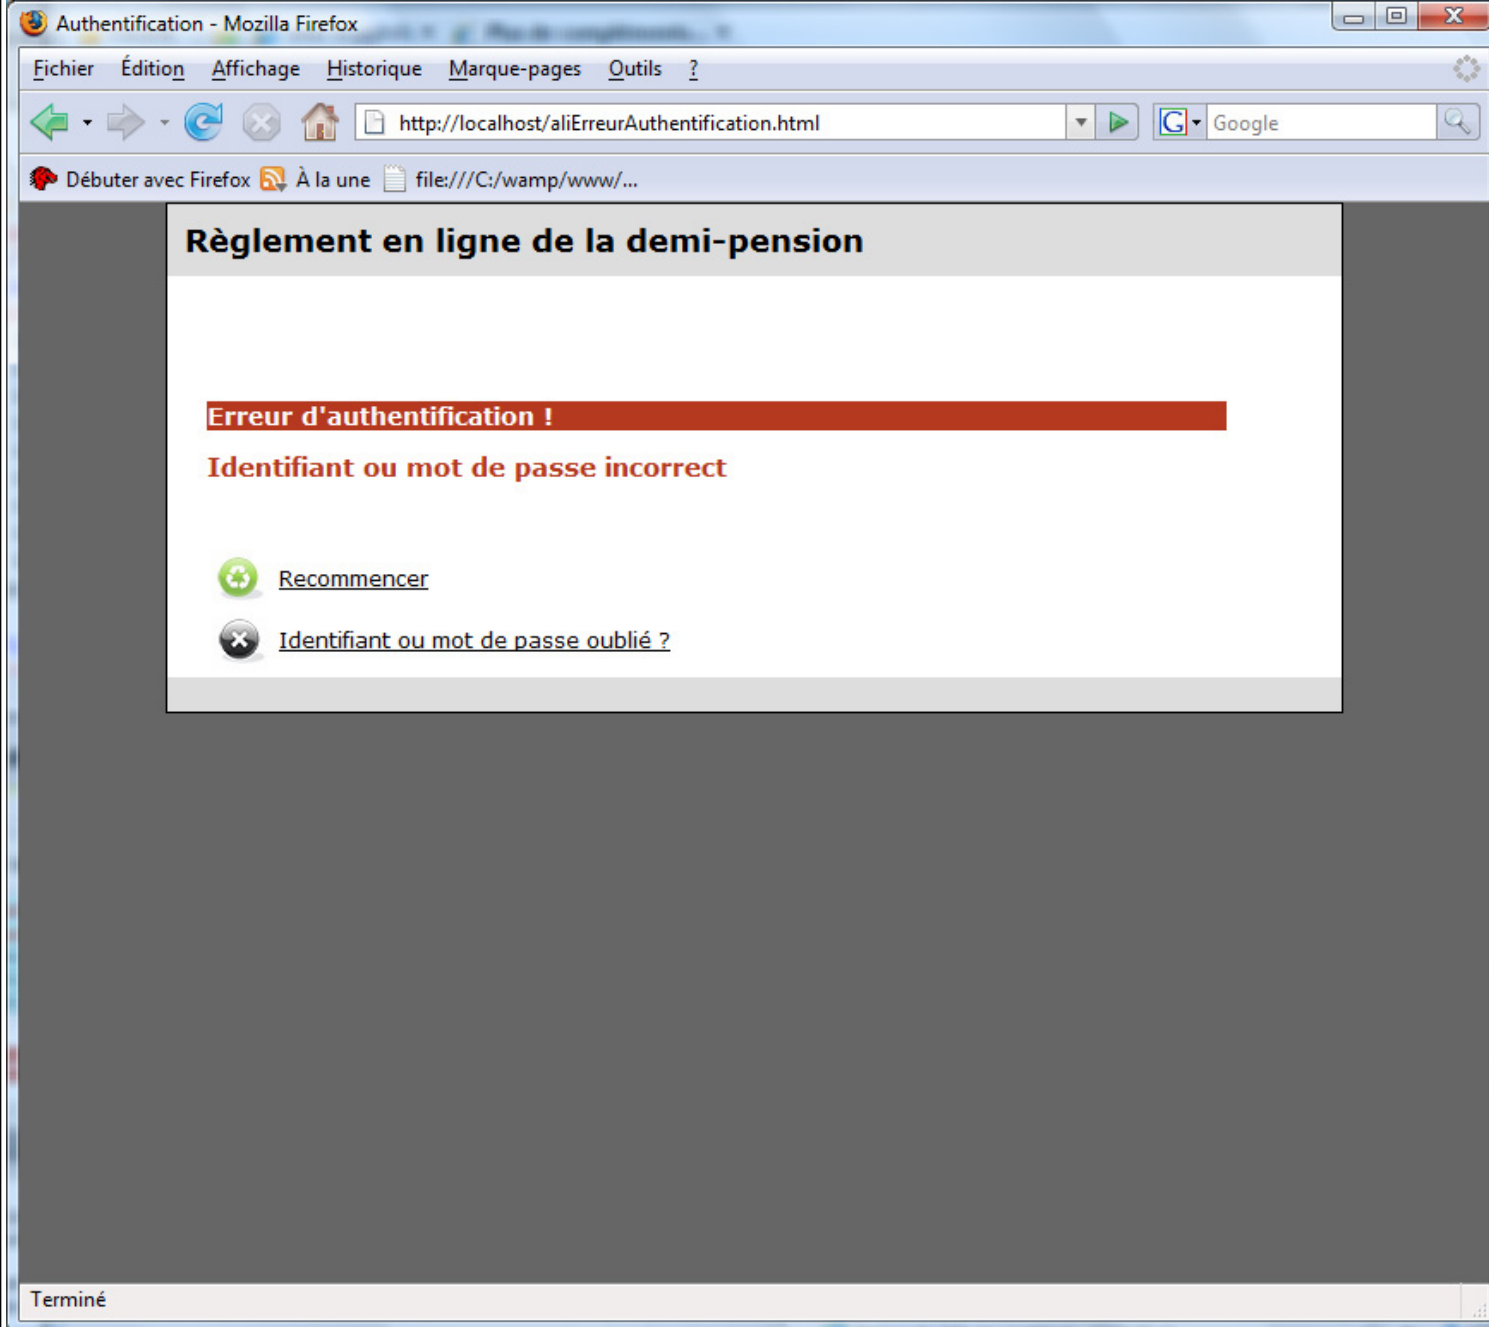 Authentification - Mozilla Firefox
Fichier Édition Affichage Historique Marque-pages Outils ?
http://localhost/aliErreurAuthentification.html
G Google
Débuter avec Firefox À la une file:///C:/wamp/www/...
Règlement en ligne de la demi-pension
Erreur d'authentification !
Identifiant ou mot de passe incorrect
Recommencer
Identifiant ou mot de passe oublié ?
Terminé